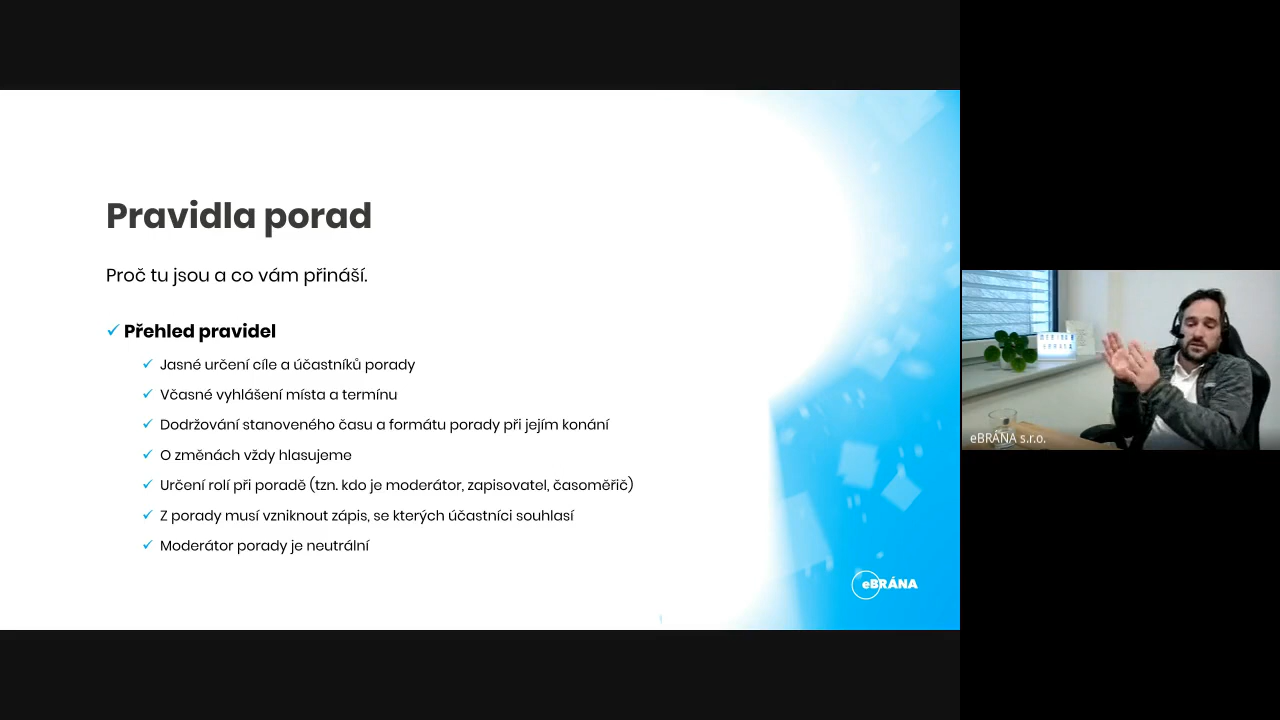 Pravidla porad
Proč tu jsou a co vám přináší.
Přehled pravidel
Jasné určení cíle a účastníků porady
Včasné vyhlášení místa a termínu
Dodržování stanoveného času a formátu porady při jejím konání
O změnách vždy hlasujeme
Určení rolí při poradě (tzn. kdo je moderátor, zapisovatel, časoměřič)
Z porady musí vzniknout zápis, se kterých účastníci souhlasí
Moderátor porady je neutrální
eBRÁNA
eBRÁNA s.r.o.